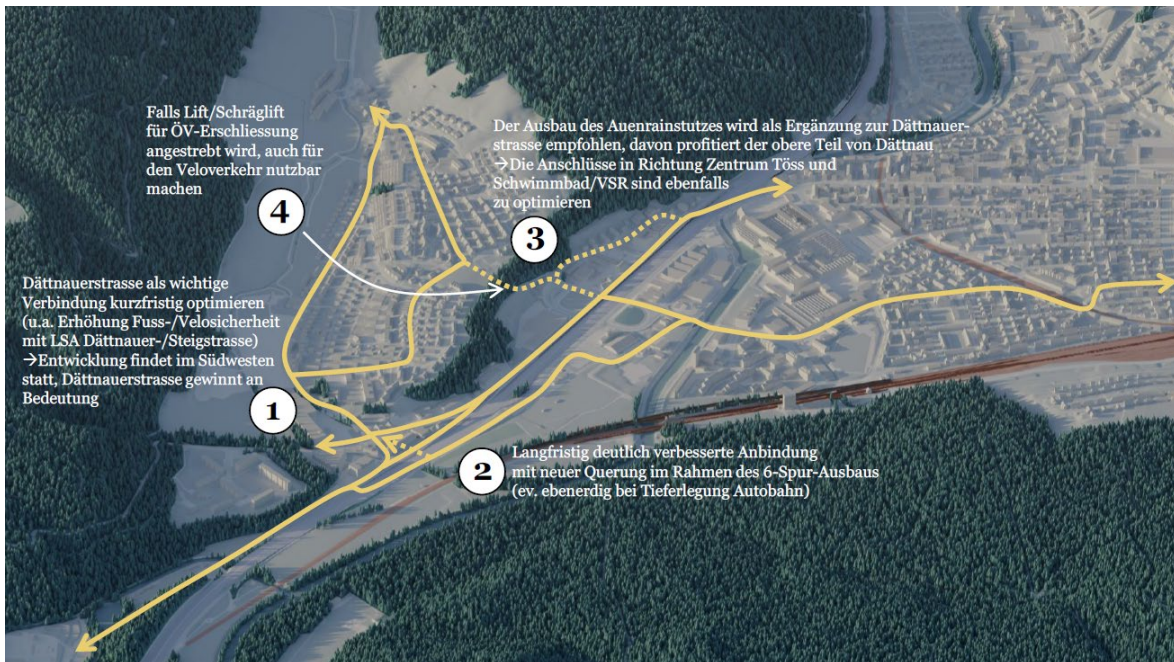 Falls Lift/Schräglift
für ÖV-Erschliessung
angestrebt wird, auch für
den Veloverkehr nutzbar
machen
4
Der Ausbau des Auenrainstutzes wird als Ergänzung zur Dättnauer-
strasse empfohlen, davon profitiert der obere Teil von Dättnau
→Die Anschlüsse in Richtung Zentrum Töss und
Schwimmbad/VSR sind ebenfalls
zu optimieren
3
Dättnauerstrasse als wichtige
Verbindung kurzfristig optimieren
(u.a. Erhöhung Fuss-/Velosicherheit
mit LSA Dättnauer-/Steigstrasse)
→Entwicklung findet im Südwesten
statt, Dättnauerstrasse gewinnt an
Bedeutung
1
2
Langfristig deutlich verbesserte Anbindung
mit neuer Querung im Rahmen des 6-Spur-Ausbaus
(ev. ebenerdig bei Tieferlegung Autobahn)